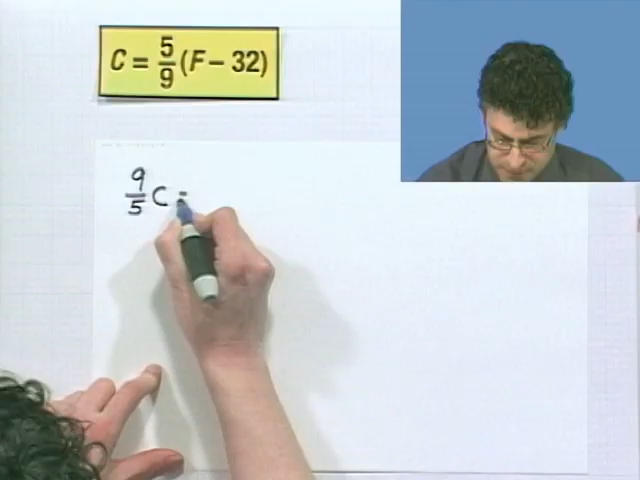 C = 5/9 (F − 32)
9/5 C =